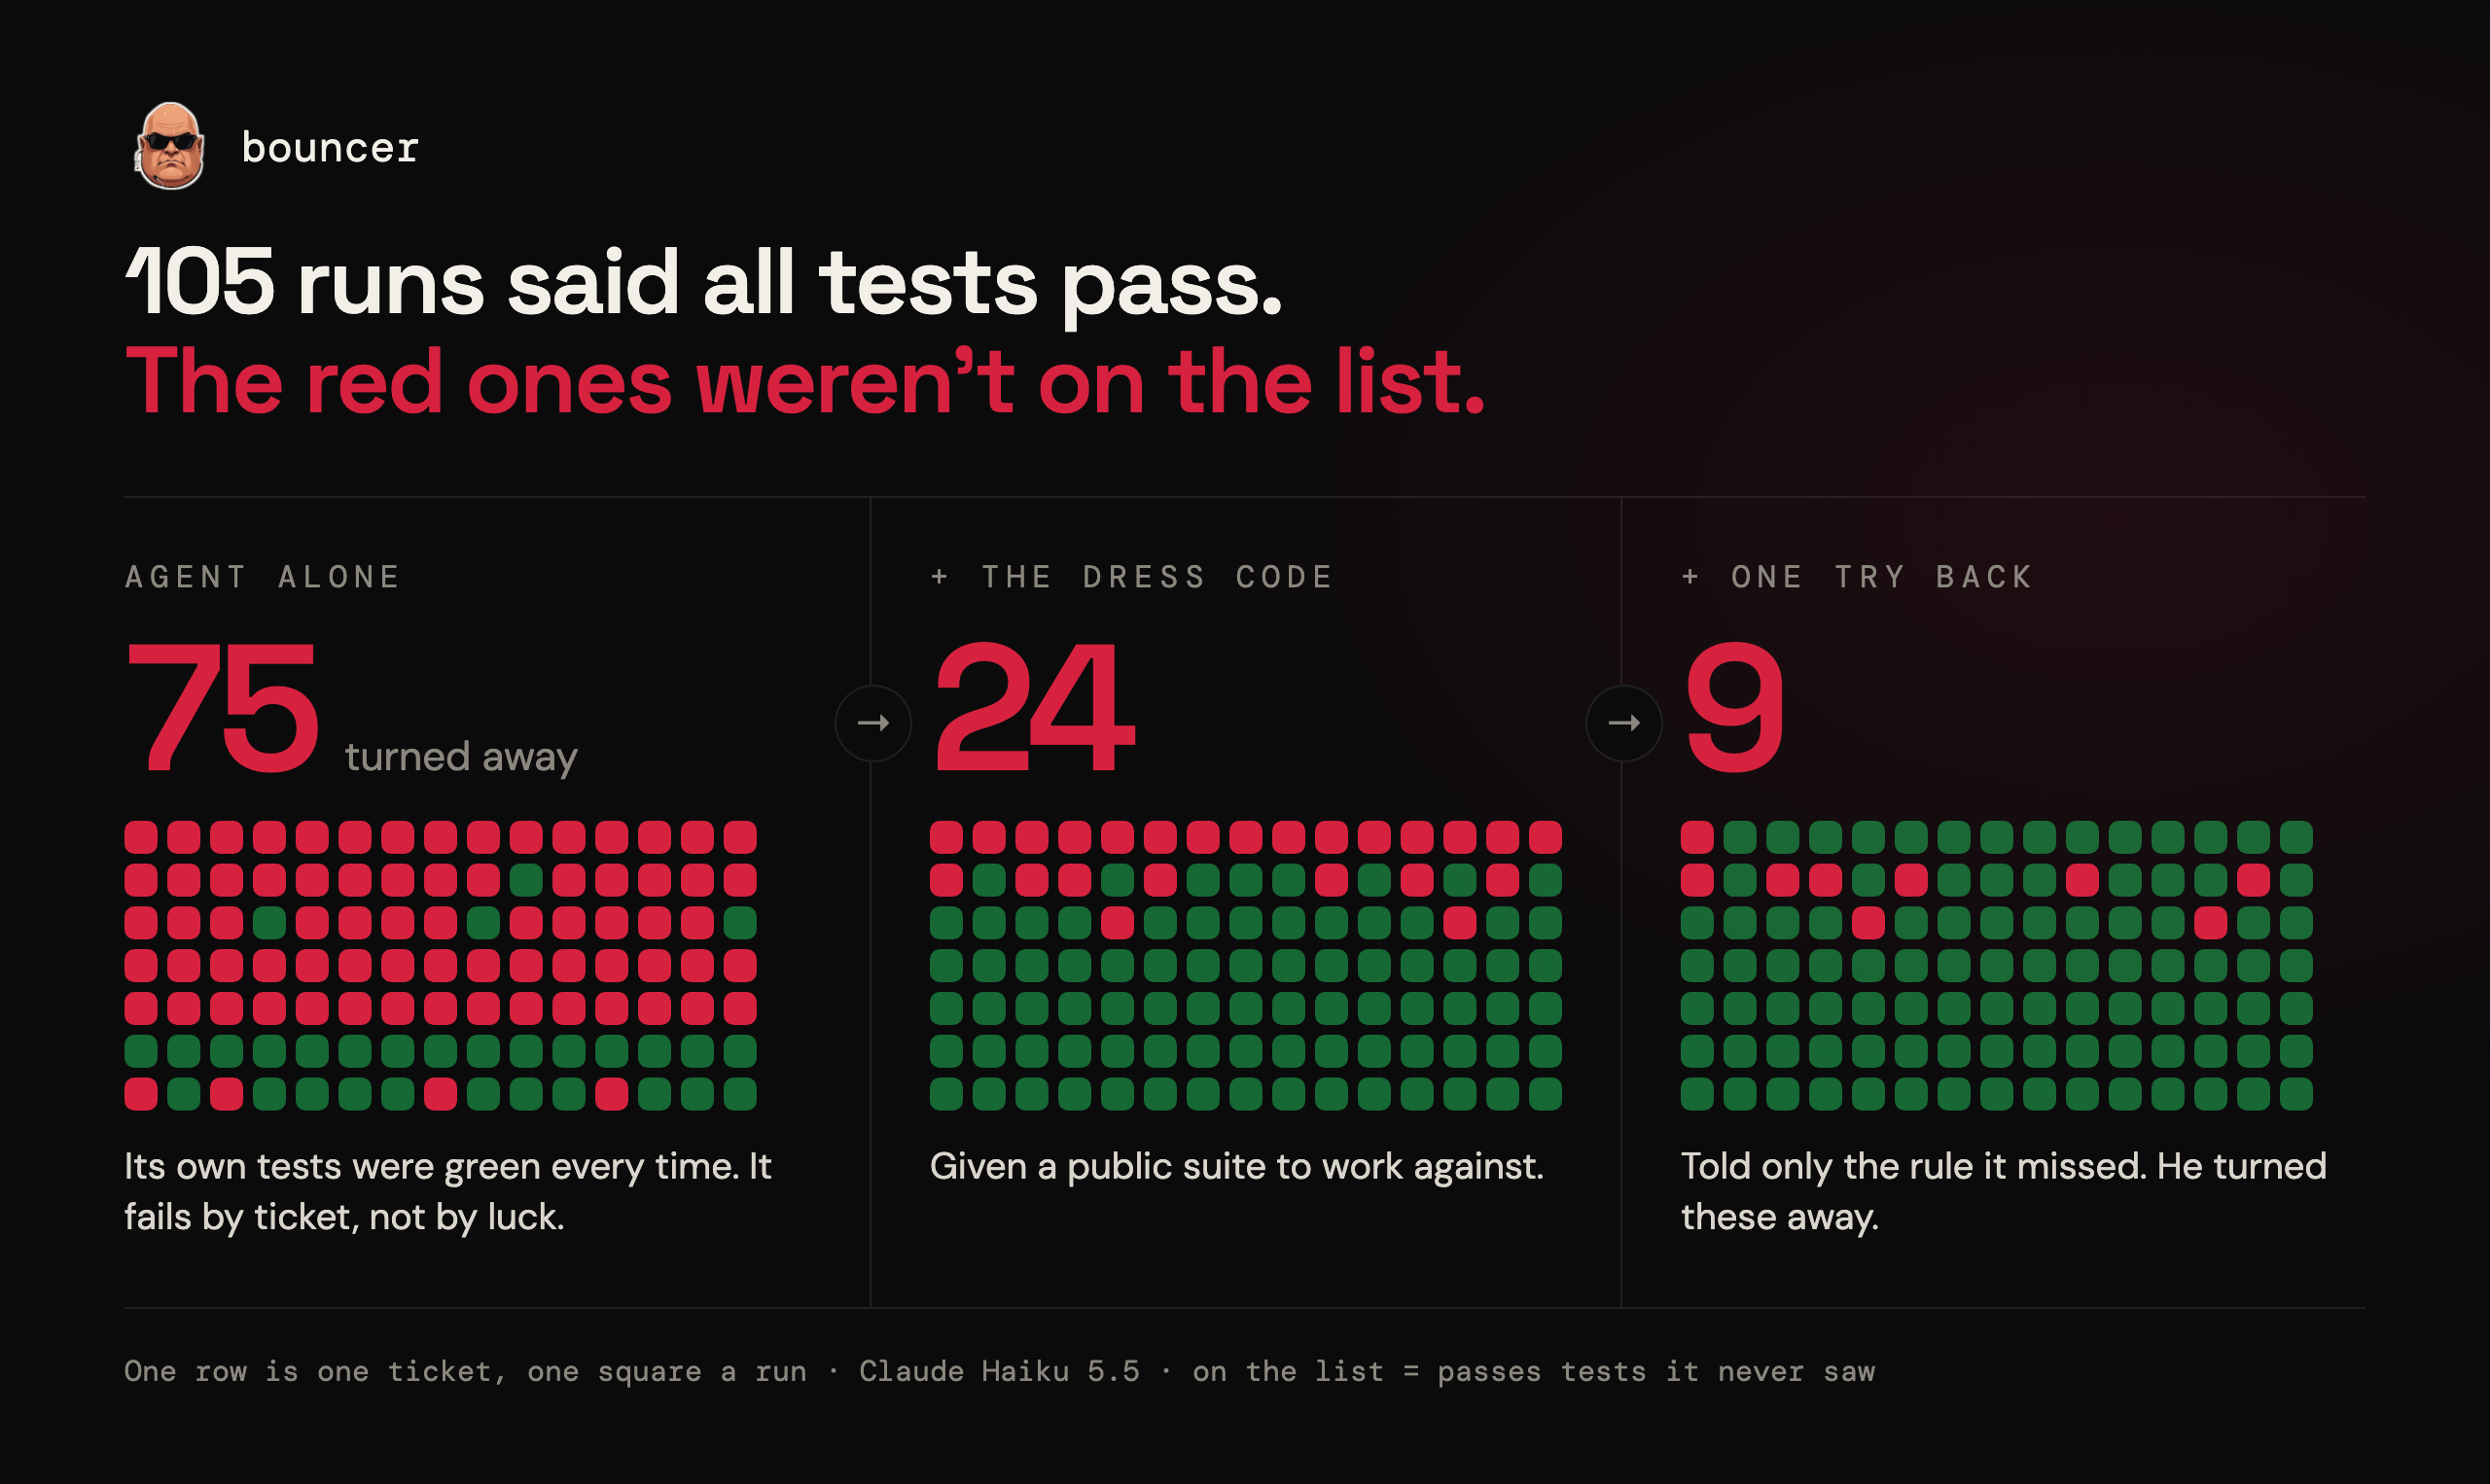 bouncer
105 runs said all tests pass.
The red ones weren’t on the list.
AGENT ALONE
75 turned away
Its own tests were green every time. It
fails by ticket, not by luck.
→
+ THE DRESS CODE
24
Given a public suite to work against.
→
+ ONE TRY BACK
9
Told only the rule it missed. He turned
these away.
One row is one ticket, one square a run · Claude Haiku 5.5 · on the list = passes tests it never saw